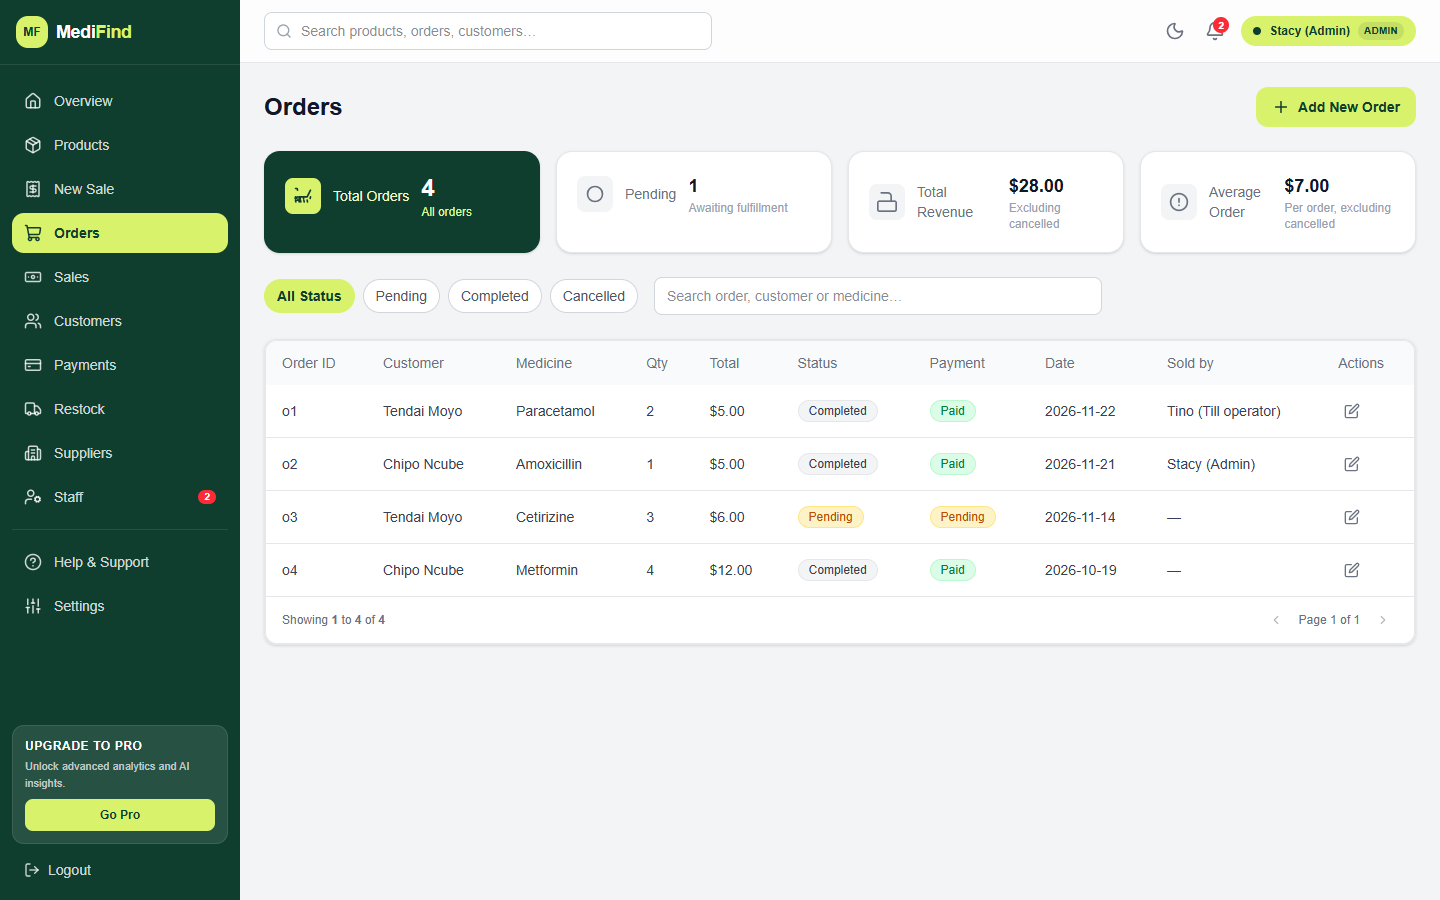 MF MediFind
Search products, orders, customers...
2
Stacy (Admin) ADMIN
Overview
Products
New Sale
Orders
Sales
Customers
Payments
Restock
Suppliers
Staff 2
Help & Support
Settings
UPGRADE TO PRO
Unlock advanced analytics and AI
insights.
Go Pro
Logout
Orders
Add New Order
Total Orders 4
All orders
Pending 1
Awaiting fulfillment
Total
Revenue
$28.00
Excluding
cancelled
Average
Order
$7.00
Per order, excluding
cancelled
All Status Pending Completed Cancelled Search order, customer or medicine...
Order ID Customer Medicine Qty Total Status Payment Date Sold by Actions
o1 Tendai Moyo Paracetamol 2 $5.00 Completed Paid 2026-11-22 Tino (Till operator)
o2 Chipo Ncube Amoxicillin 1 $5.00 Completed Paid 2026-11-21 Stacy (Admin)
o3 Tendai Moyo Cetirizine 3 $6.00 Pending Pending 2026-11-14 —
o4 Chipo Ncube Metformin 4 $12.00 Completed Paid 2026-10-19 —
Showing 1 to 4 of 4
Page 1 of 1